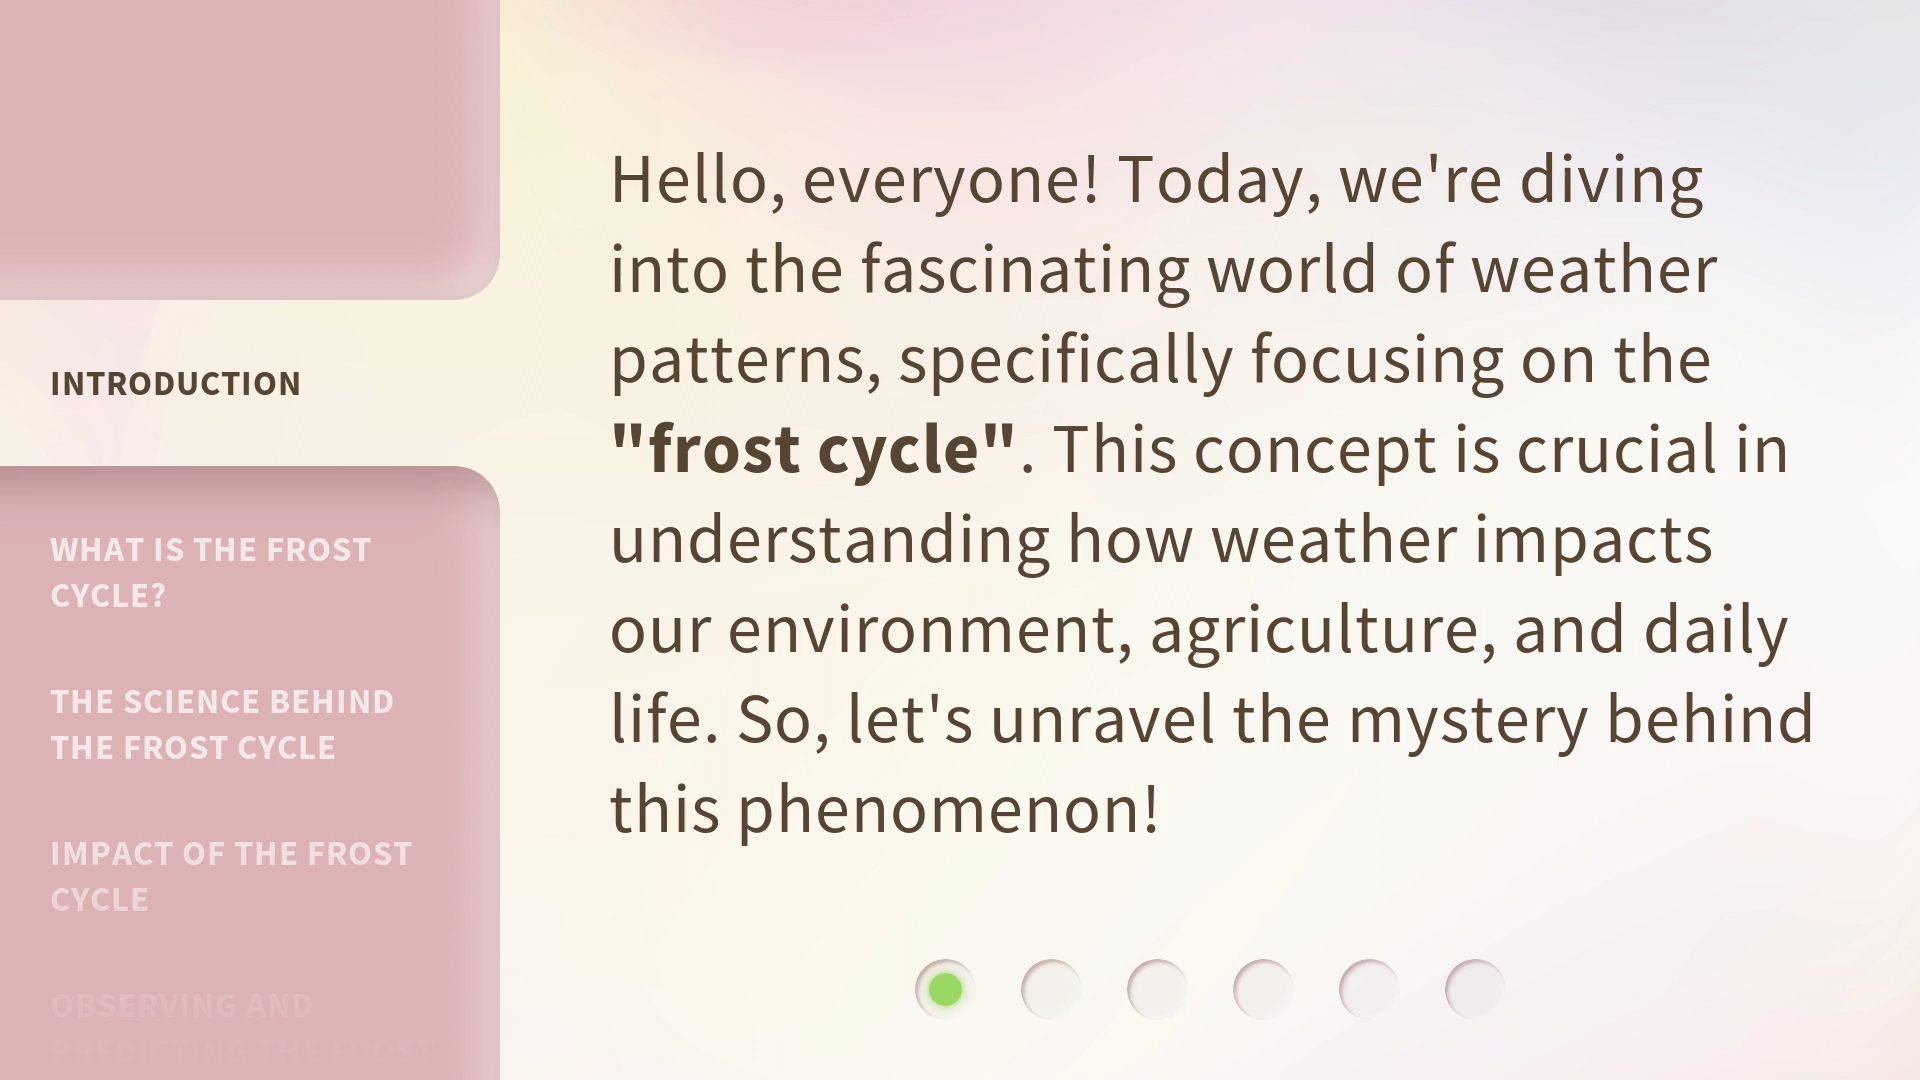 INTRODUCTION
WHAT IS THE FROST
CYCLE?
THE SCIENCE BEHIND
THE FROST CYCLE
IMPACT OF THE FROST
CYCLE
OBSERVING AND
PREDICTING THE FROST
Hello, everyone! Today, we're diving
into the fascinating world of weather
patterns, specifically focusing on the
"frost cycle". This concept is crucial in
understanding how weather impacts
our environment, agriculture, and daily
life. So, let's unravel the mystery behind
this phenomenon!